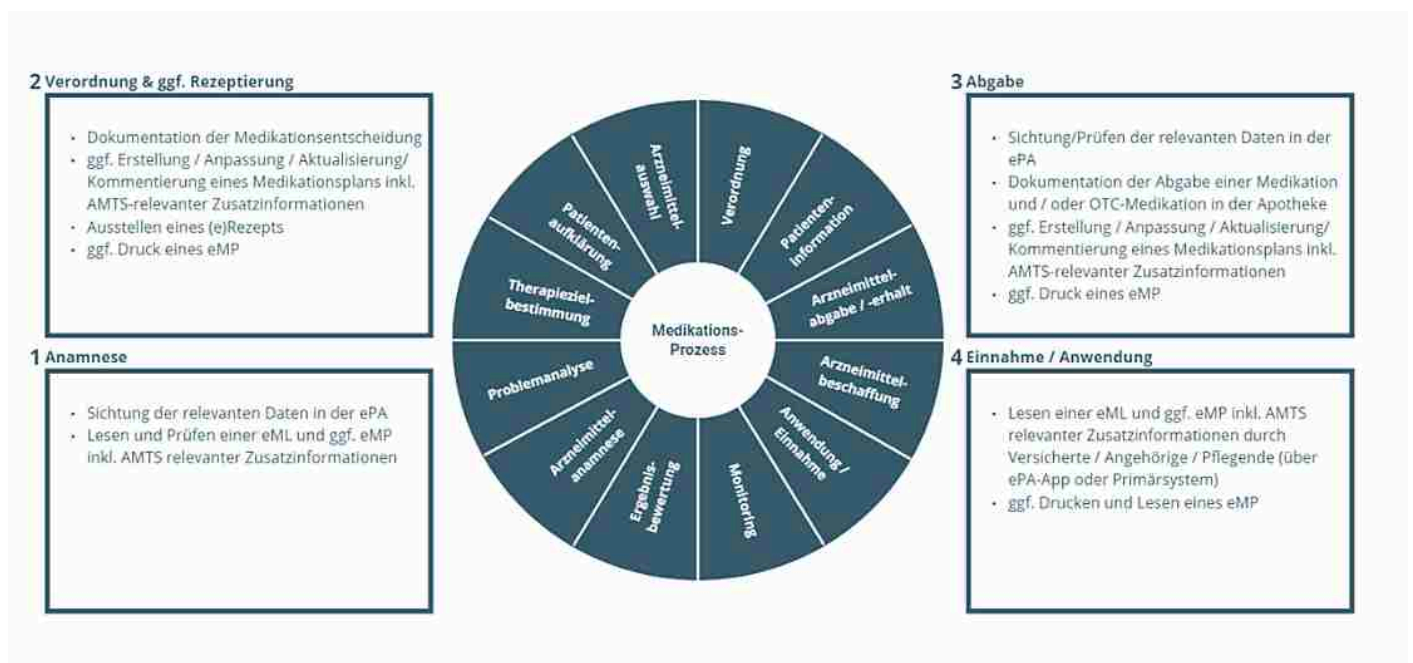 2 Verordnung & ggf. Rezeptierung
• Dokumentation der Medikationsentscheidung
• ggf. Erstellung / Anpassung / Aktualisierung/
Kommentierung eines Medikationsplans inkl.
AMTS-relevanter Zusatzinformationen
• Ausstellen eines (e)Rezepts
• ggf. Druck eines eMP
1 Anamnese
• Sichtung der relevanten Daten in der ePA
• Lesen und Prüfen einer eML und ggf. eMP
inkl. AMTS relevanter Zusatzinformationen
Medikations-
Prozess
Verordnung
Patienten-
information
Arzneimittel-
abgabe / -erhalt
Arzneimittel-
beschaffung
Anwendung /
Einnahme
Monitoring
Ergebnis-
bewertung
Arzneimittel-
anamnese
Problemanalyse
Therapieziel-
bestimmung
Patienten-
aufklärung
Arzneimittel-
auswahl
3 Abgabe
• Sichtung/Prüfen der relevanten Daten in der
ePA
• Dokumentation der Abgabe einer Medikation
und / oder OTC-Medikation in der Apotheke
• ggf. Erstellung / Anpassung / Aktualisierung/
Kommentierung eines Medikationsplans inkl.
AMTS-relevanter Zusatzinformationen
• ggf. Druck eines eMP
4 Einnahme / Anwendung
• Lesen einer eML und ggf. eMP inkl. AMTS
relevanter Zusatzinformationen durch
Versicherte / Angehörige / Pflegende (über
ePA-App oder Primärsystem)
• ggf. Drucken und Lesen eines eMP